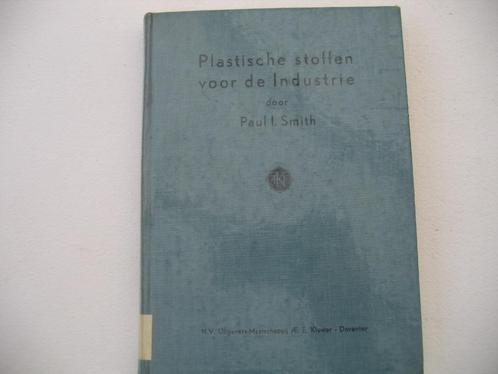 Plastische stoffen
voor de Industrie
door
Paul I. Smith
N.V. Uitgevers-Maatschappij Æ. E. Kluwer - Deventer